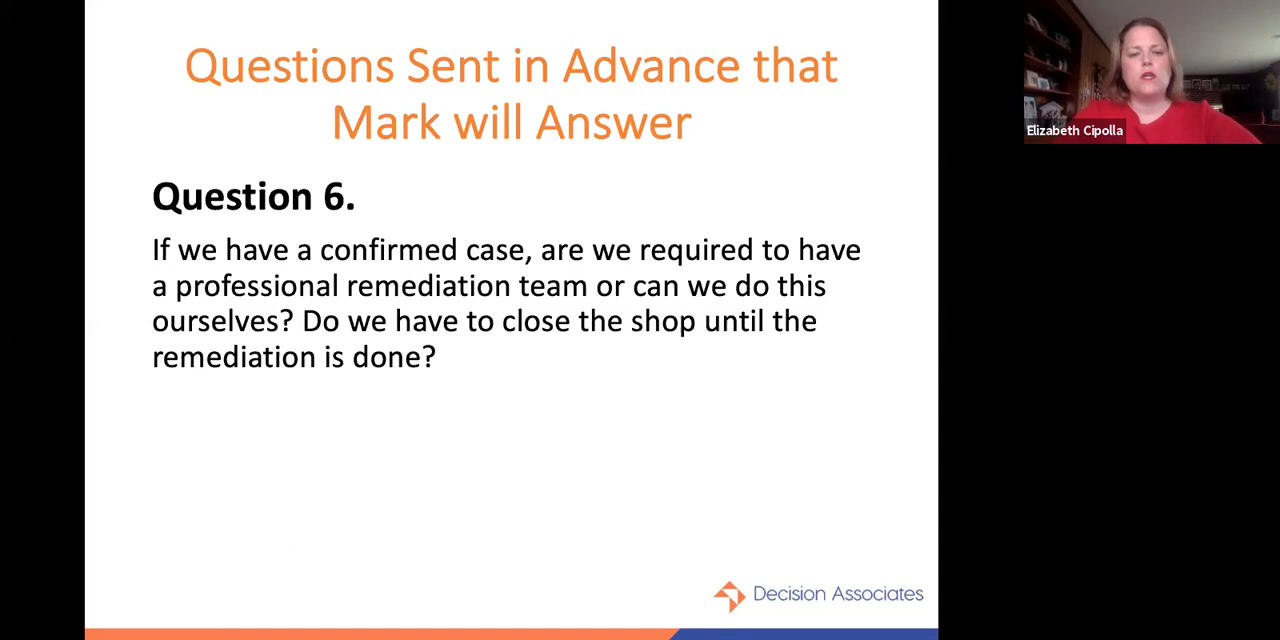 Questions Sent in Advance that
Mark will Answer
Question 6.
If we have a confirmed case, are we required to have
a professional remediation team or can we do this
ourselves? Do we have to close the shop until the
remediation is done?
Decision Associates
Elizabeth Cipolla